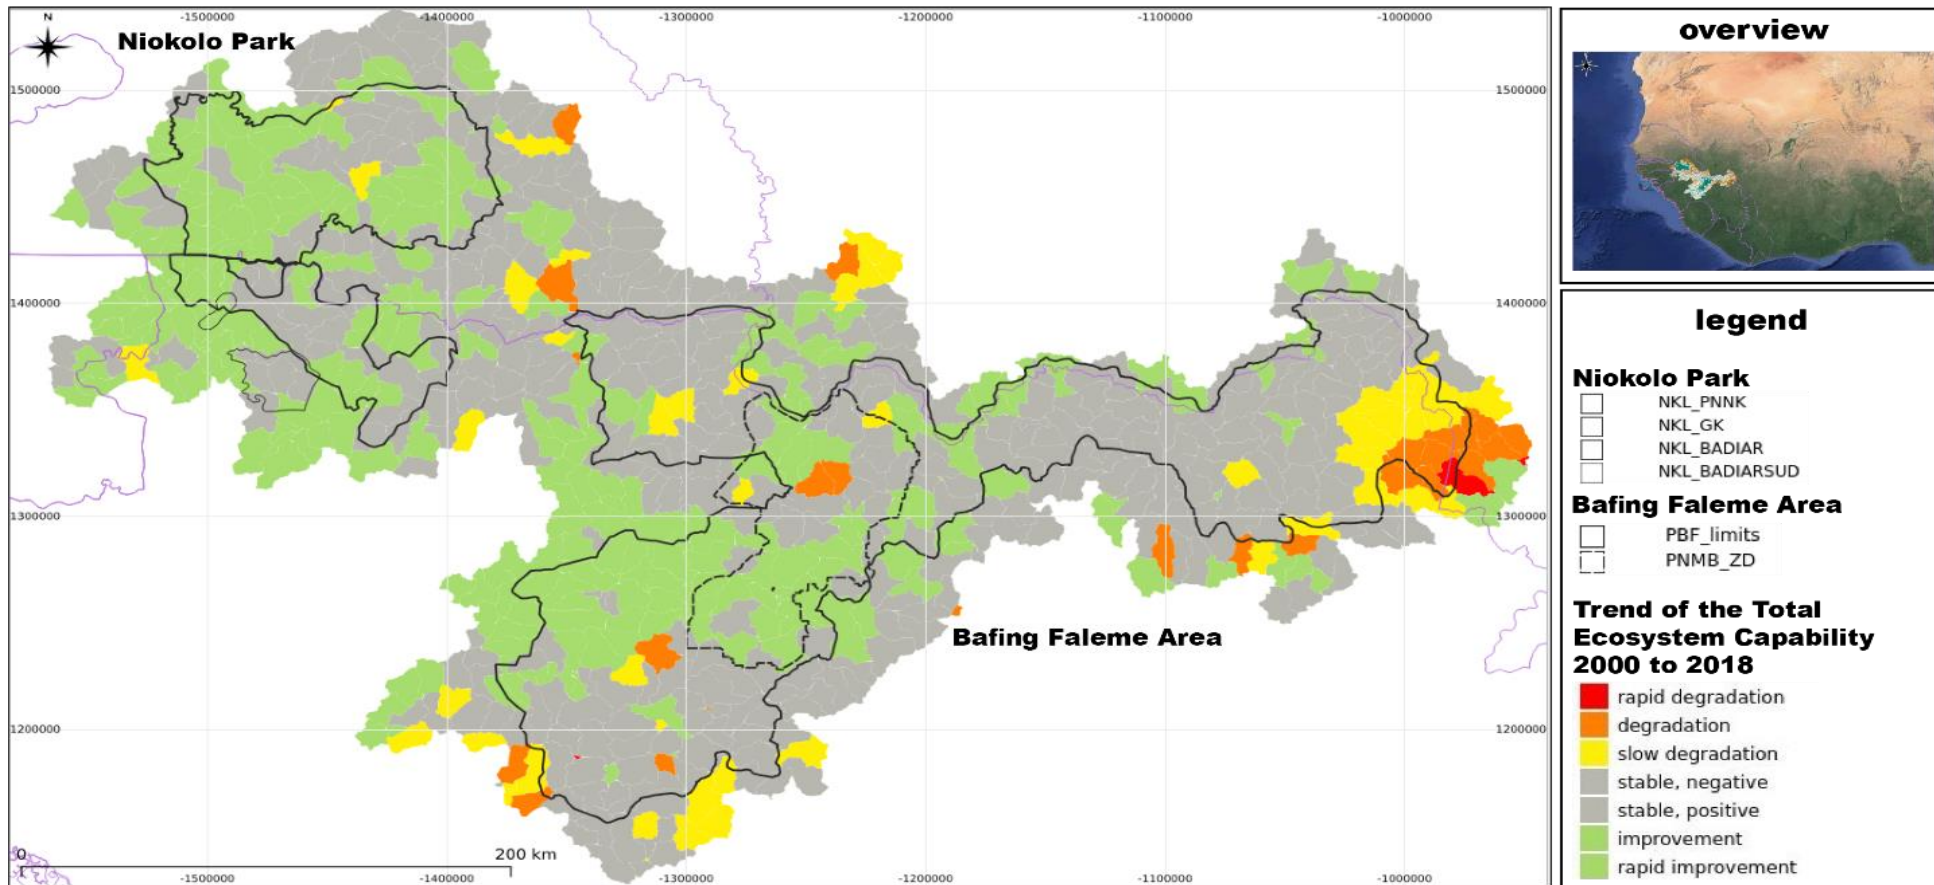 -1500000
-1400000
-1300000
-1200000
-1100000
-1000000
N
Niokolo Park
1500000
1500000
1400000
1400000
1300000
1300000
Bafing Faleme Area
1200000
1200000
0
200 km
-1500000
-1400000
-1300000
-1200000
-1100000
-1000000
overview
legend
Niokolo Park
NKL_PNNK
NKL_GK
NKL_BADIAR
NKL_BADIARSUD
Bafing Faleme Area
PBF_limits
PNMB_ZD
Trend of the Total
Ecosystem Capability
2000 to 2018
rapid degradation
degradation
slow degradation
stable, negative
stable, positive
improvement
rapid improvement